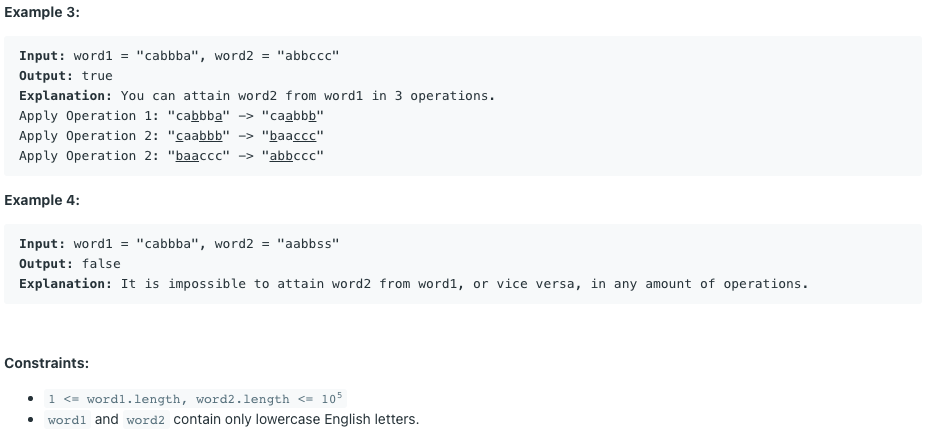 Example 3:
Input: word1 = "cabbba", word2 = "abbccc"
Output: true
Explanation: You can attain word2 from word1 in 3 operations.
Apply Operation 1: "cabbba" -> "caabbb"
Apply Operation 2: "caabbb" -> "baaccc"
Apply Operation 2: "baaccc" -> "abbccc"
Example 4:
Input: word1 = "cabbba", word2 = "aabbss"
Output: false
Explanation: It is impossible to attain word2 from word1, or vice versa, in any amount of operations.
Constraints:
• 1 <= word1.length, word2.length <= 10⁵
• word1 and word2 contain only lowercase English letters.